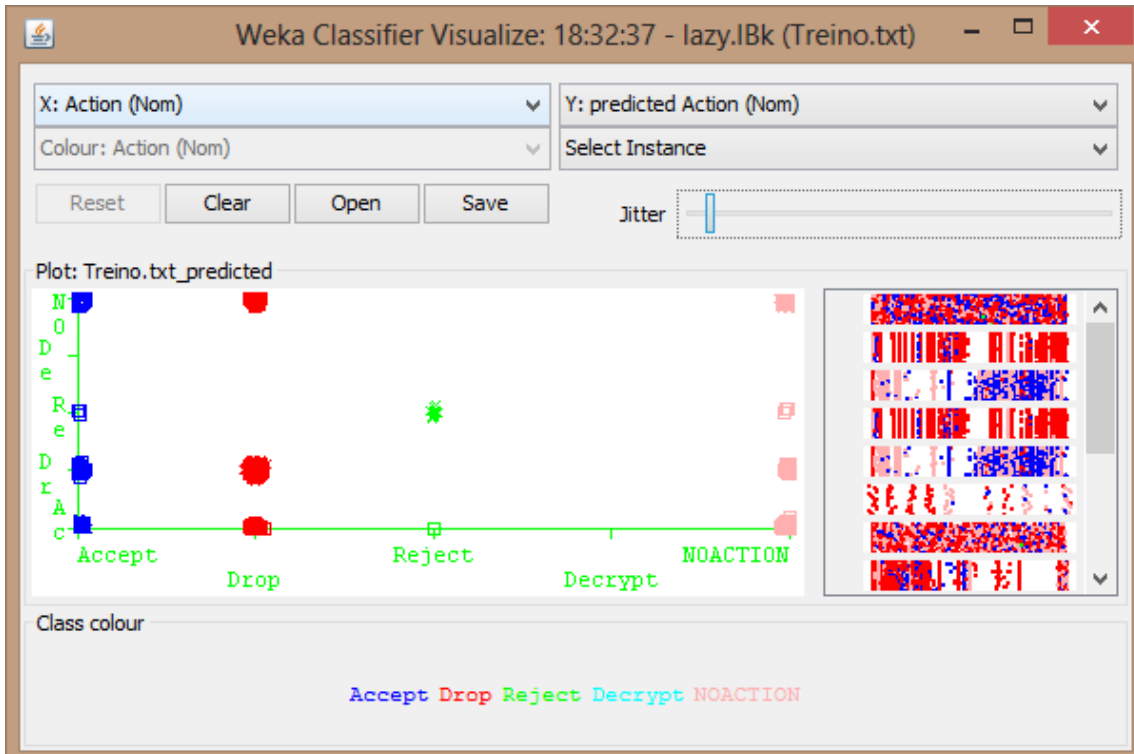 Weka Classifier Visualize: 18:32:37 - lazy.IBk (Treino.txt)
X: Action (Nom)
Y: predicted Action (Nom)
Colour: Action (Nom)
Select Instance
Reset
Clear
Open
Save
Jitter
Plot: Treino.txt_predicted
N
O
D
e
R
e
D
r
A
c
Accept
Reject
NOACTION
Drop
Decrypt
Class colour
Accept Drop Reject Decrypt NOACTION